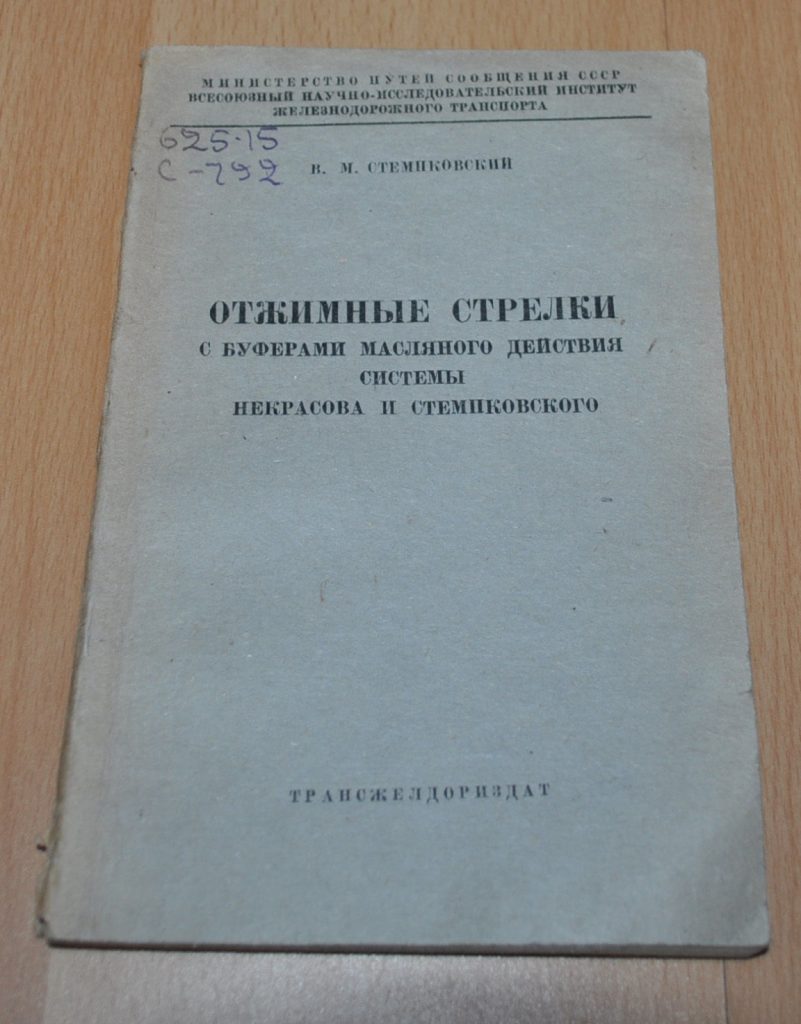 МИНИСТЕРСТВО ПУТЕЙ СООБЩЕНИЯ СССР
ВСЕСОЮЗНЫЙ НАУЧНО-ИССЛЕДОВАТЕЛЬСКИЙ ИНСТИТУТ
ЖЕЛЕЗНОДОРОЖНОГО ТРАНСПОРТА
625·15
С-792
В. М. СТЕМПКОВСКИЙ
ОТЖИМНЫЕ СТРЕЛКИ
С БУФЕРАМИ МАСЛЯНОГО ДЕЙСТВИЯ
СИСТЕМЫ
НЕКРАСОВА И СТЕМПКОВСКОГО
ТРАНСЖЕЛДОРИЗДАТ